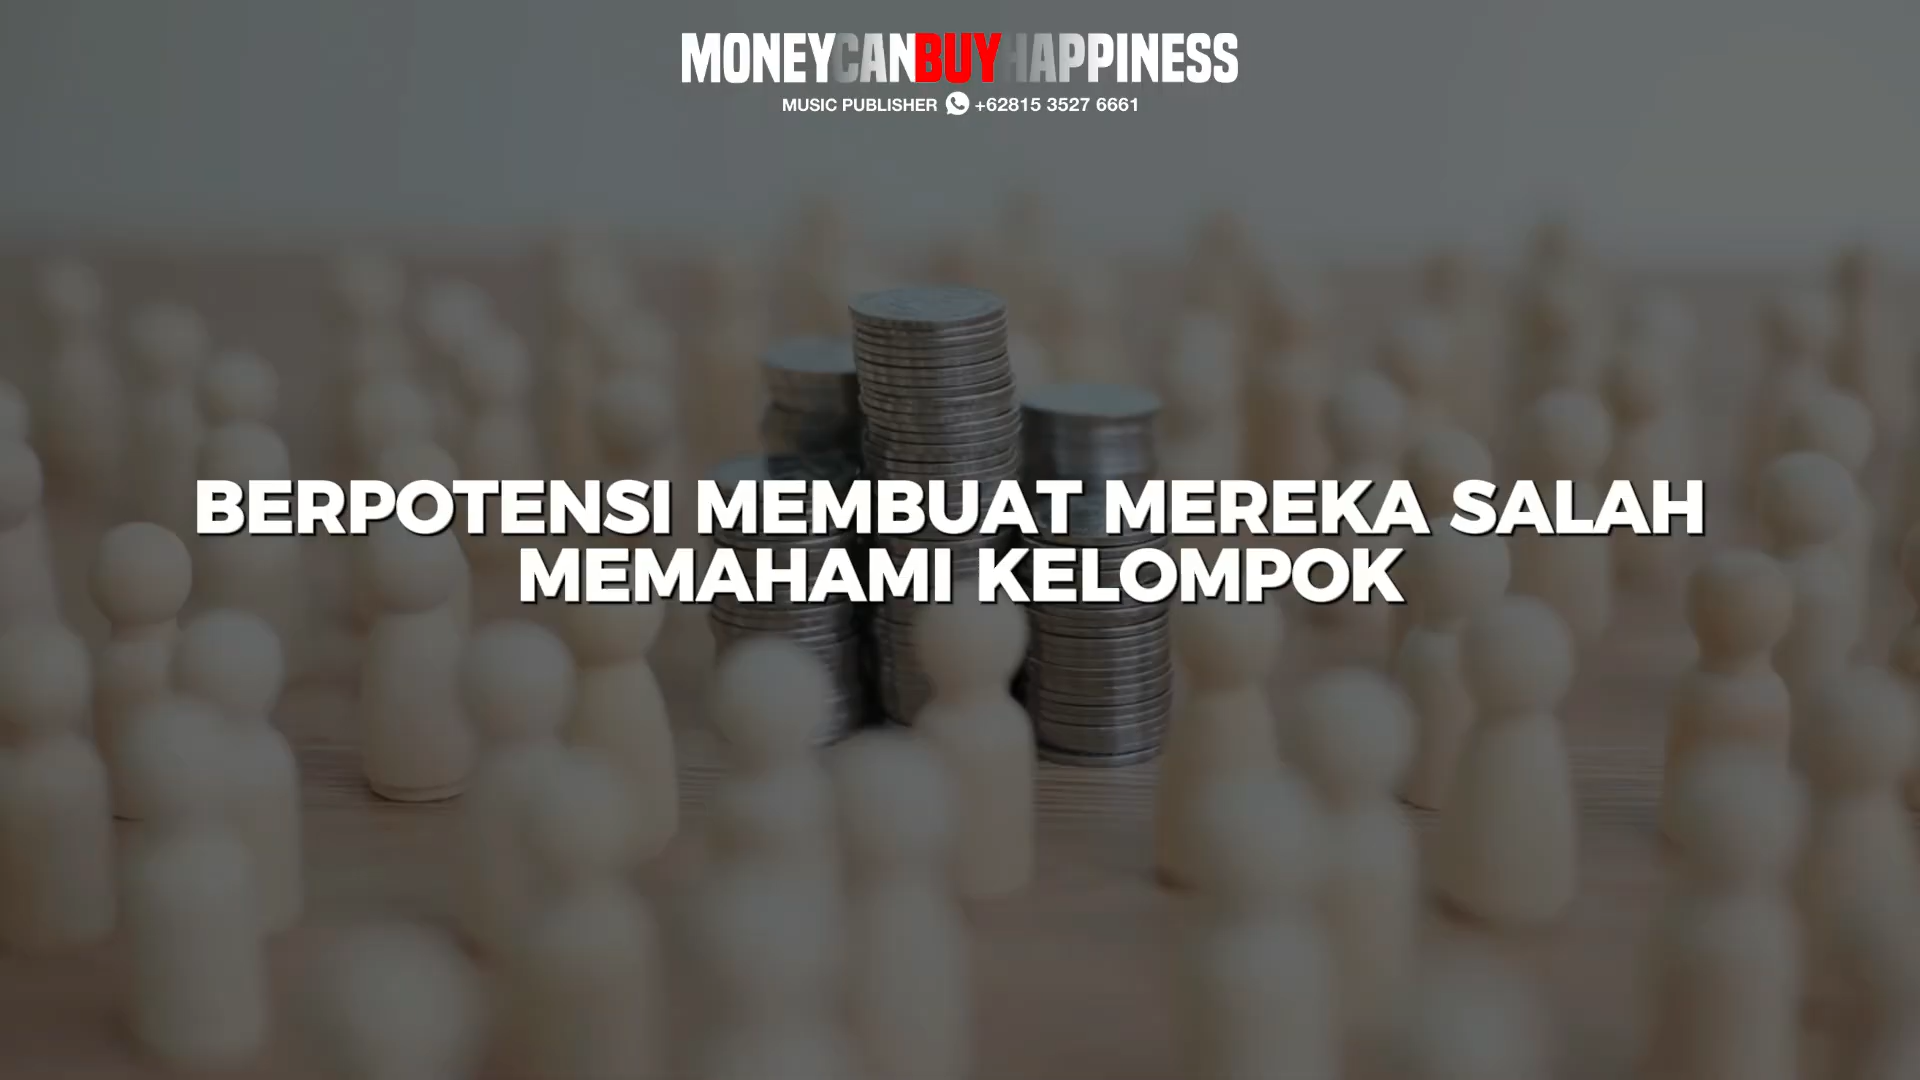 MONEYCANBUYHAPPINESS
MUSIC PUBLISHER +62815 3527 6661
BERPOTENSI MEMBUAT MEREKA SALAH
MEMAHAMI KELOMPOK